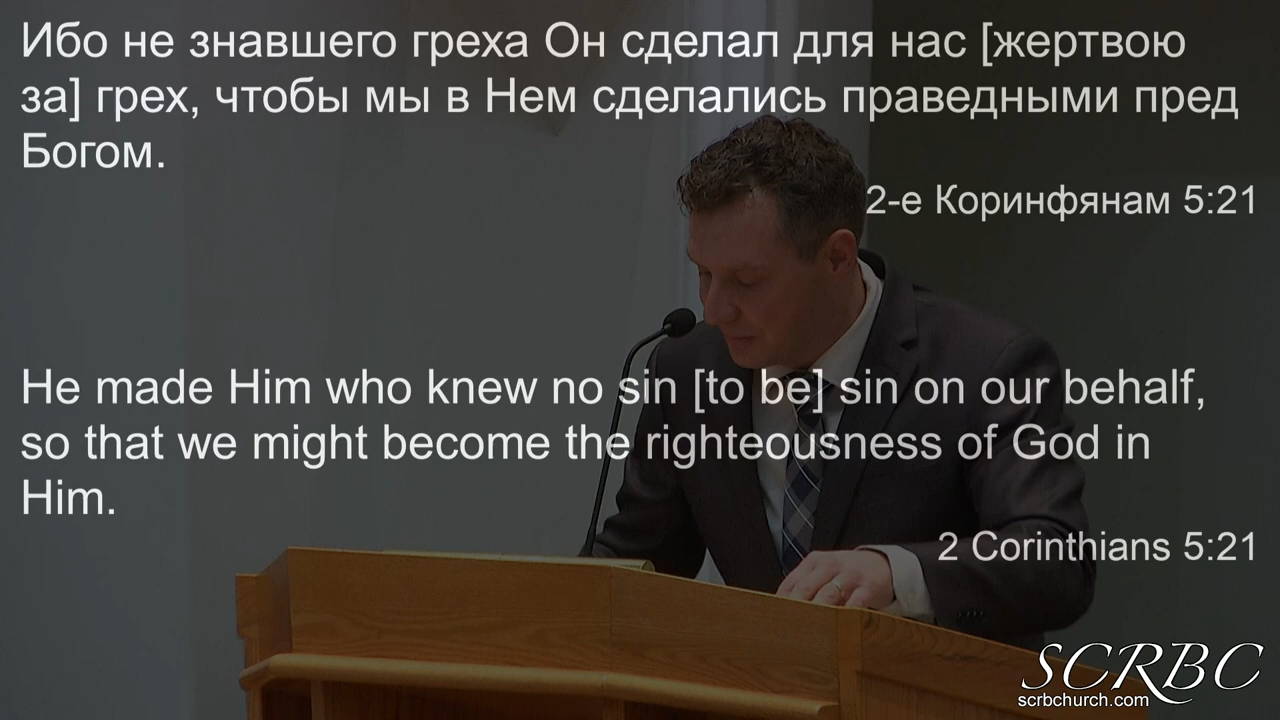 Ибо не знавшего греха Он сделал для нас [жертвою
за] грех, чтобы мы в Нем сделались праведными пред
Богом.
2-е Коринфянам 5:21
He made Him who knew no sin [to be] sin on our behalf,
so that we might become the righteousness of God in
Him.
2 Corinthians 5:21
SCRBC
scrbchurch.com